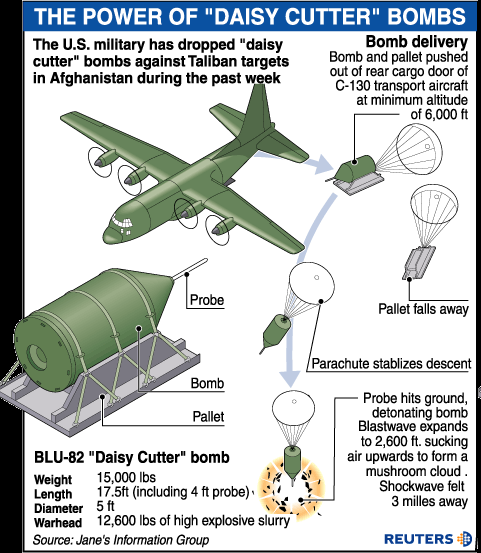 THE POWER OF "DAISY CUTTER" BOMBS
The U.S. military has dropped "daisy
cutter" bombs against Taliban targets
in Afghanistan during the past week
Bomb delivery
Bomb and pallet pushed
out of rear cargo door of
C-130 transport aircraft
at minimum altitude
of 6,000 ft
Pallet falls away
Probe
Parachute stablizes descent
Bomb
Pallet
Probe hits ground,
detonating bomb
Blastwave expands
to 2,600 ft. sucking
air upwards to form a
mushroom cloud .
Shockwave felt
3 milles away
BLU-82 "Daisy Cutter" bomb
Weight 15,000 lbs
Length 17.5ft (including 4 ft probe)
Diameter 5 ft
Warhead 12,600 lbs of high explosive slurry
Source: Jane's Information Group
REUTERS